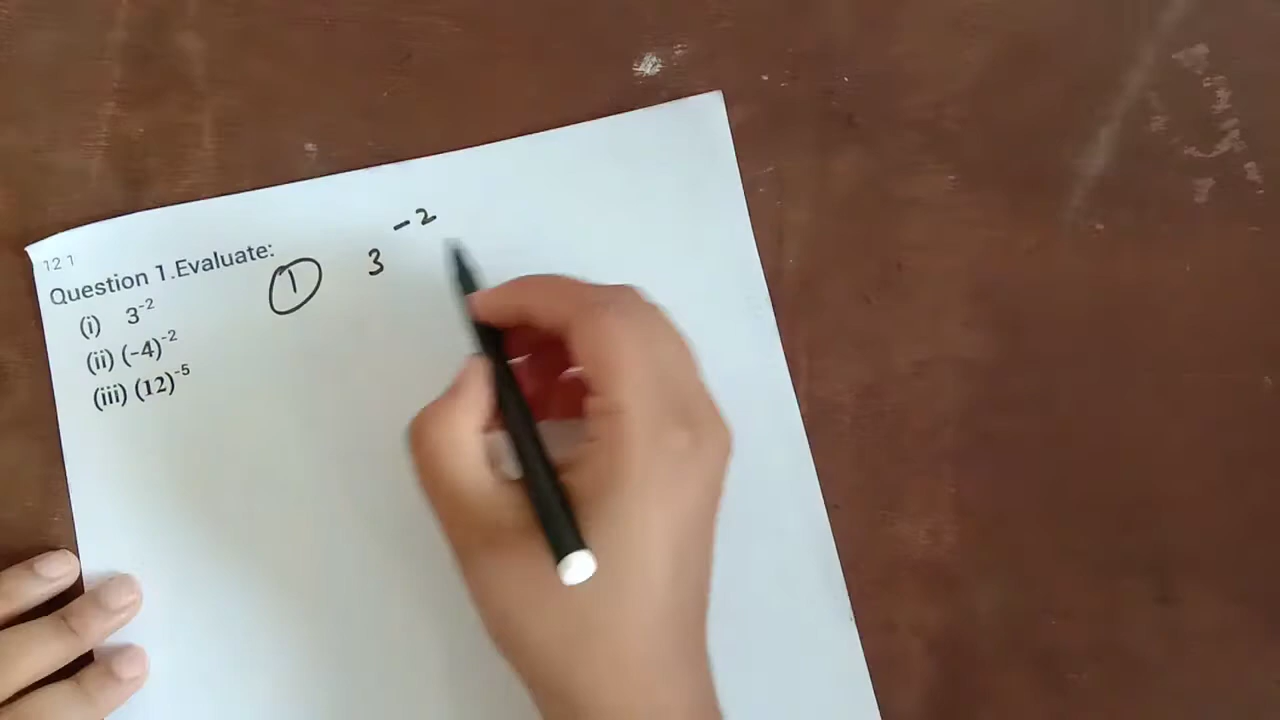 12 1
Question 1.Evaluate:
(i) 3⁻²
(ii) (-4)⁻²
(iii) (12)⁻⁵
① 3⁻²